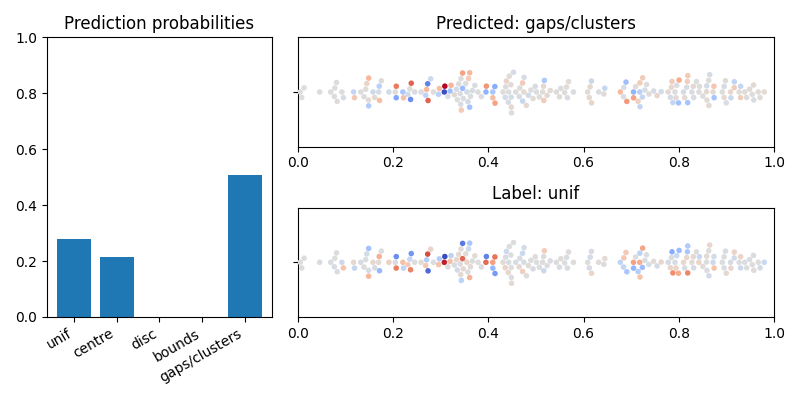 Prediction probabilities
1.0
0.8
0.6
0.4
0.2
0.0
unif
centre
disc
bounds
gaps/clusters
Predicted: gaps/clusters
0.0 0.2 0.4 0.6 0.8 1.0
Label: unif
0.0 0.2 0.4 0.6 0.8 1.0